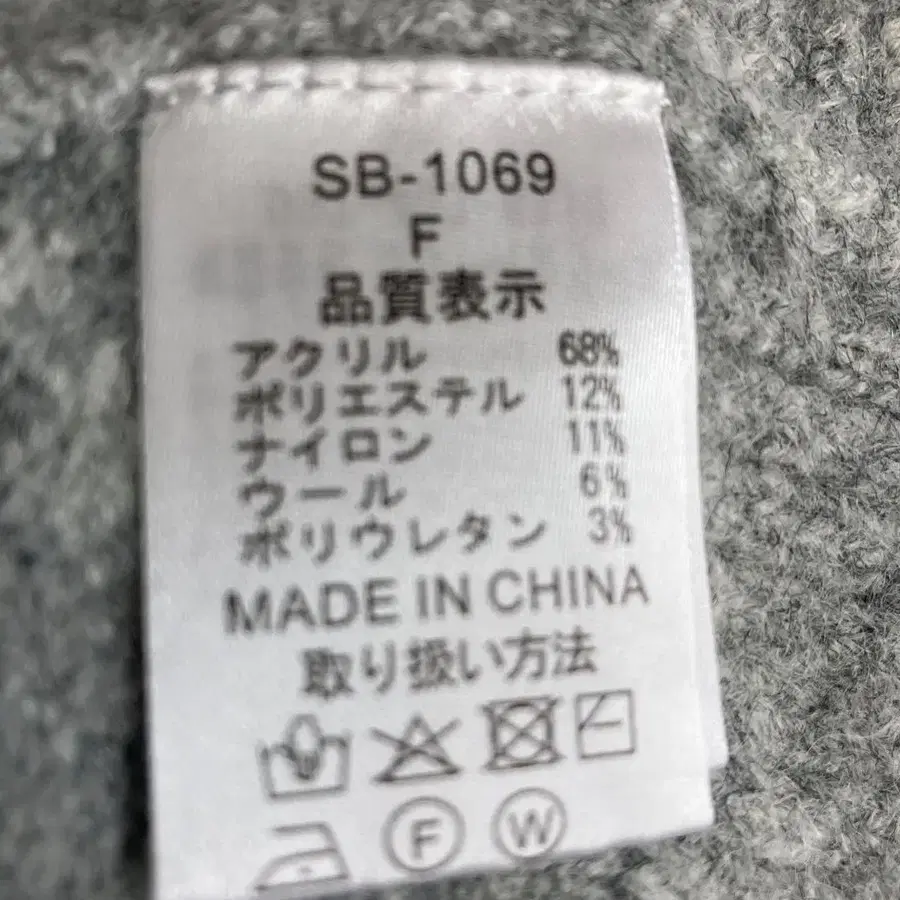 SB-1069
F
品質表示
アクリル 68%
ポリエステル 12%
ナイロン 11%
ウール 6%
ポリウレタン 3%
MADE IN CHINA
取り扱い方法
F W